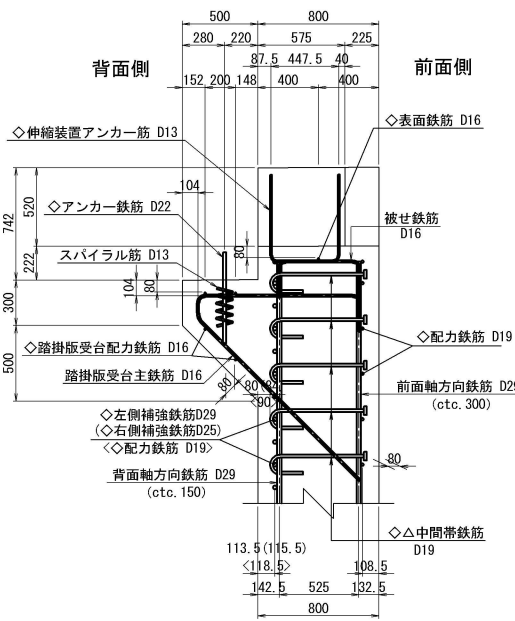 500 800
280 220 575 225
87.5 447.5 40
背面側 前面側
152 200 148 400 400
◇伸縮装置アンカー筋 D13
◇表面鉄筋 D16
104
742
520
◇アンカー鉄筋 D22
被せ鉄筋
D16
222
スパイラル筋 D13
80
104
80
300
◇踏掛版受台配力鉄筋 D16
◇配力鉄筋 D19
500
踏掛版受台主鉄筋 D16
80
80(8
<90
前面軸方向鉄筋 D29
(ctc.300)
◇左側補強鉄筋D29
(◇右側補強鉄筋D25)
<◇配力鉄筋 D19>
80
背面軸方向鉄筋 D29
(ctc.150)
◇△中間帯鉄筋
D19
113.5(115.5)
<118.5> 108.5
142.5 525 132.5
800